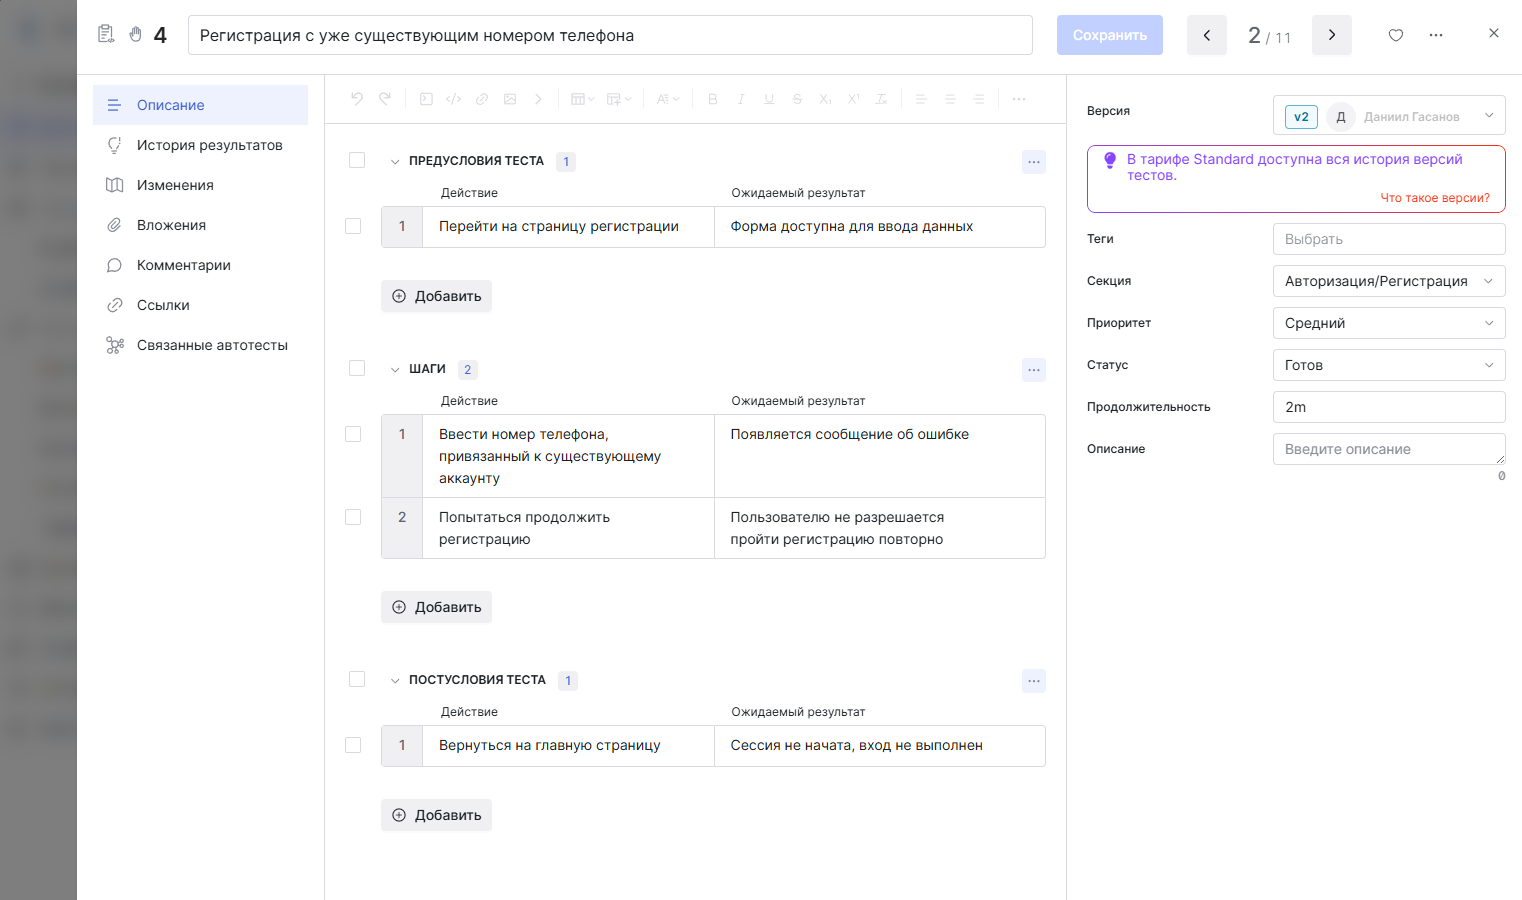 4
Регистрация с уже существующим номером телефона
Сохранить
2 / 11
Описание
История результатов
Изменения
Вложения
Комментарии
Ссылки
Связанные автотесты
ПРЕДУСЛОВИЯ ТЕСТА 1
Действие Ожидаемый результат
1 Перейти на страницу регистрации Форма доступна для ввода данных
Добавить
ШАГИ 2
Действие Ожидаемый результат
1 Ввести номер телефона, Появляется сообщение об ошибке
привязанный к существующему
аккаунту
2 Попытаться продолжить Пользователю не разрешается
регистрацию пройти регистрацию повторно
Добавить
ПОСТУСЛОВИЯ ТЕСТА 1
Действие Ожидаемый результат
1 Вернуться на главную страницу Сессия не начата, вход не выполнен
Добавить
Версия v2 Д Даниил Гасанов
В тарифе Standard доступна вся история версий
тестов.
Что такое версии?
Теги Выбрать
Секция Авторизация/Регистрация
Приоритет Средний
Статус Готов
Продолжительность 2m
Описание Введите описание
0